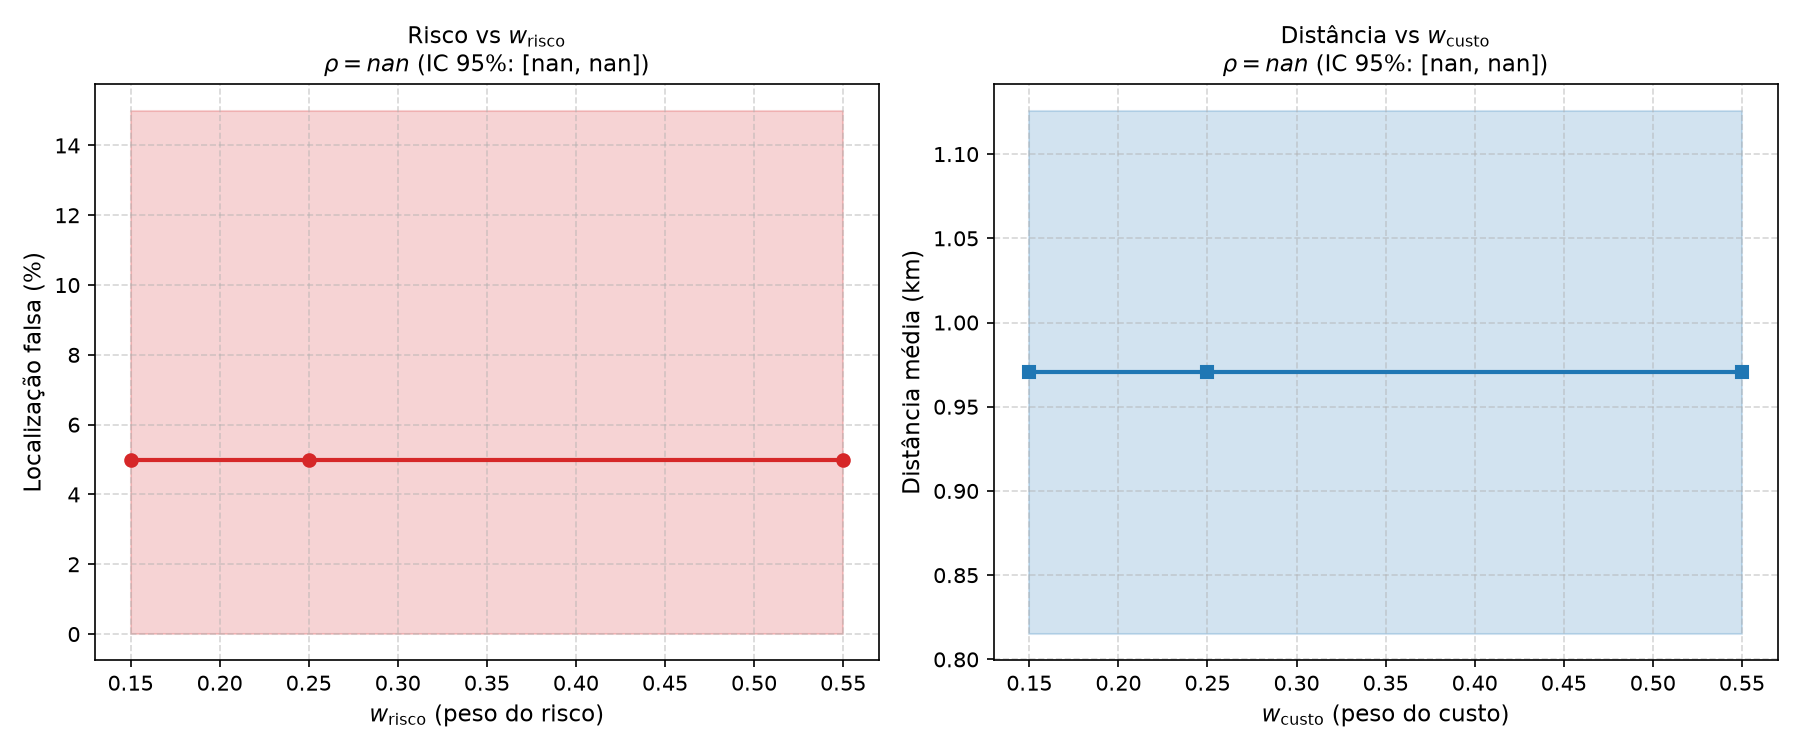 Risco vs w_risco
ρ = nan (IC 95%: [nan, nan])
Localização falsa (%)
14
12
10
8
6
4
2
0
0.15 0.20 0.25 0.30 0.35 0.40 0.45 0.50 0.55
w_risco (peso do risco)
Distância vs w_custo
ρ = nan (IC 95%: [nan, nan])
Distância média (km)
1.10
1.05
1.00
0.95
0.90
0.85
0.80
0.15 0.20 0.25 0.30 0.35 0.40 0.45 0.50 0.55
w_custo (peso do custo)